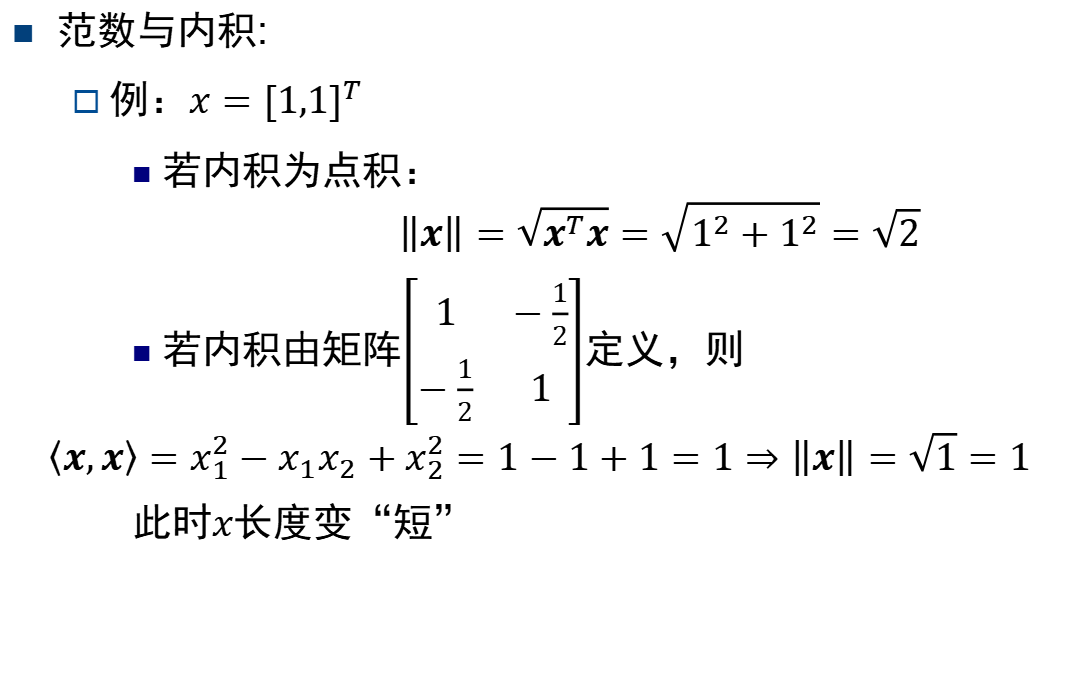 范数与内积:
例：x = [1,1]^T
若内积为点积：
‖x‖ = √(x^T x) = √(1² + 1²) = √2
若内积由矩阵[1 −1/2; −1/2 1]定义，则
⟨x, x⟩ = x₁² − x₁x₂ + x₂² = 1 − 1 + 1 = 1 ⇒ ‖x‖ = √1 = 1
此时x长度变“短”